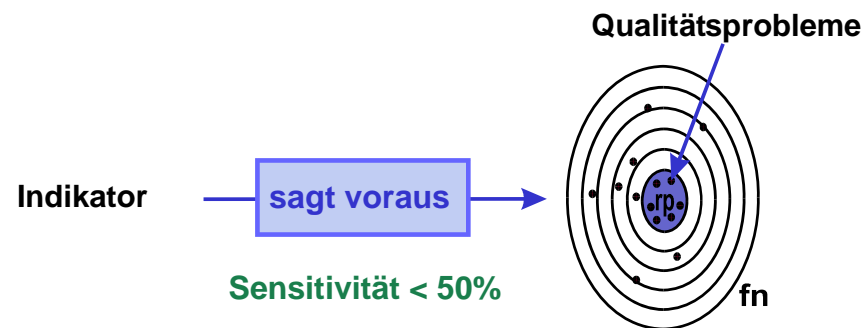 Qualitätsprobleme
Indikator
sagt voraus
rp
Sensitivität < 50%
fn